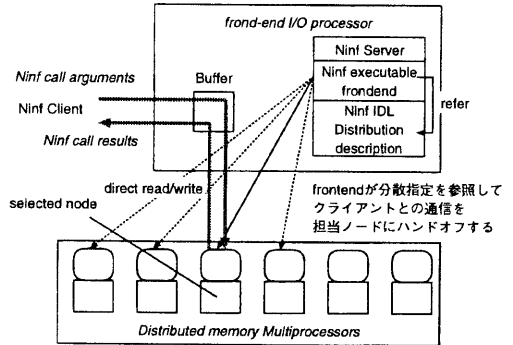 frond-end I/O processor
Ninf Server
Ninf executable
frondend
Ninf IDL
Distribution
description
refer
Buffer
Ninf call arguments
Ninf Client
Ninf call results
direct read/write
selected node
frontendが分散指定を参照して
クライアントとの通信を
担当ノードにハンドオフする
Distributed memory Multiprocessors